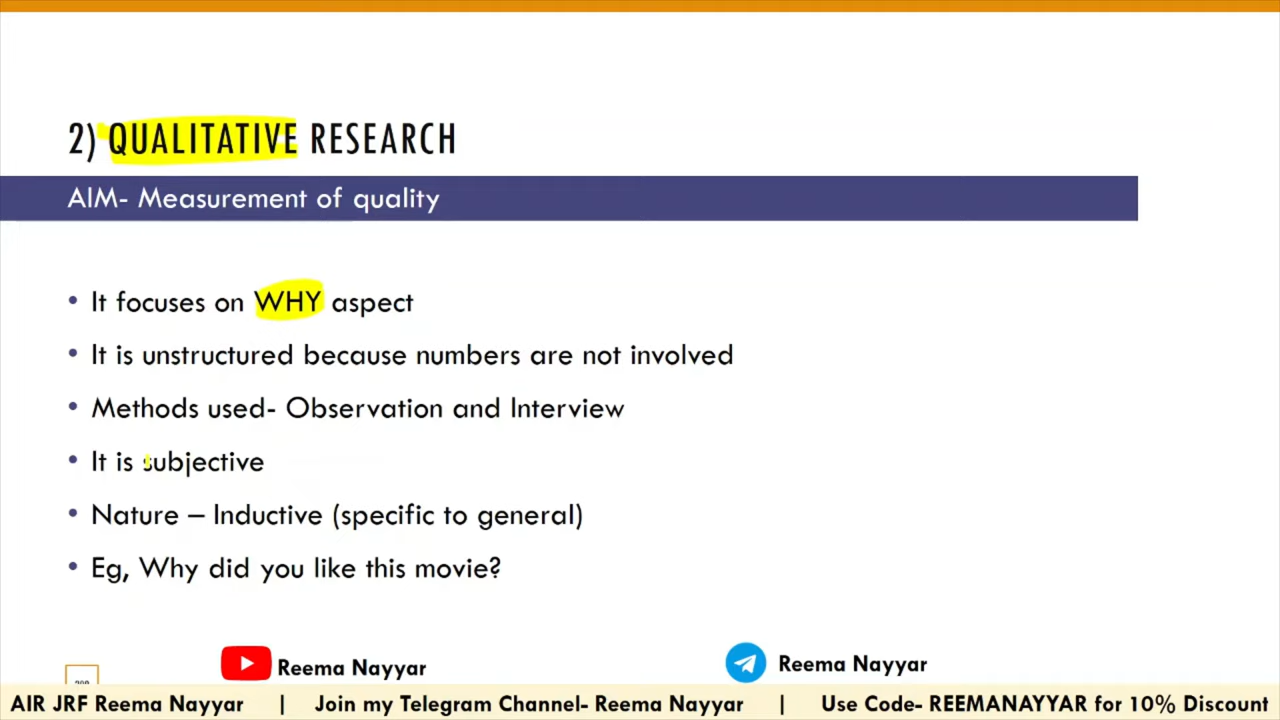 2) QUALITATIVE RESEARCH
AIM- Measurement of quality
• It focuses on WHY aspect
• It is unstructured because numbers are not involved
• Methods used- Observation and Interview
• It is subjective
• Nature – Inductive (specific to general)
• Eg, Why did you like this movie?
Reema Nayyar
Reema Nayyar
AIR JRF Reema Nayyar | Join my Telegram Channel- Reema Nayyar | Use Code- REEMANAYYAR for 10% Discount